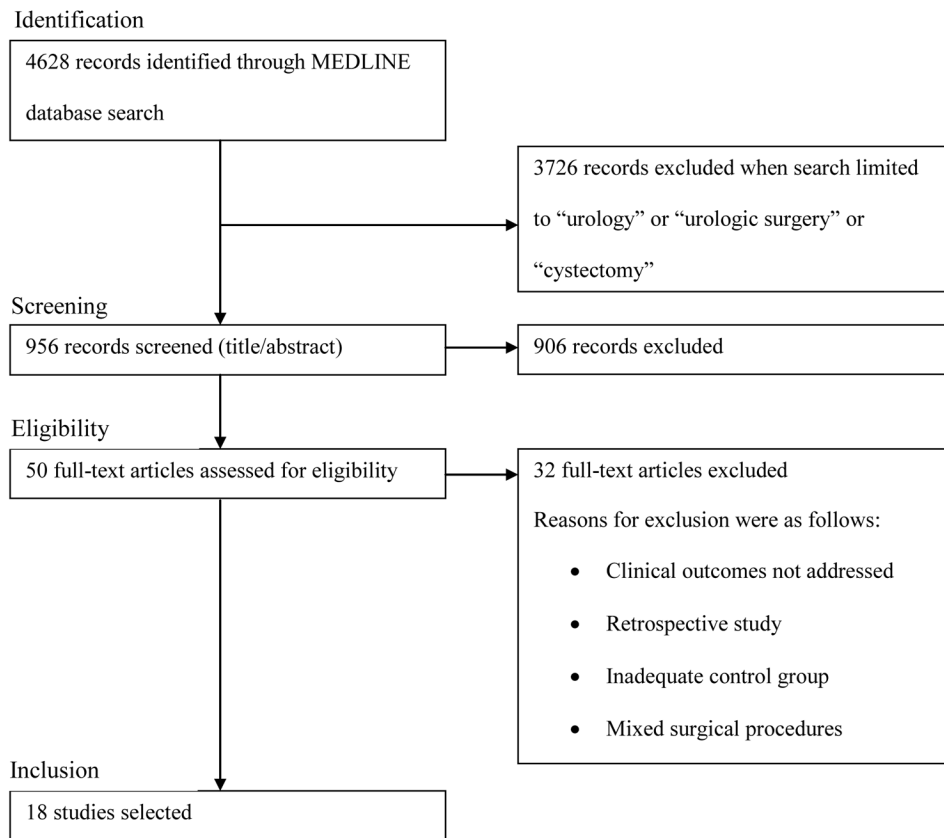 Identification
4628 records identified through MEDLINE
database search
3726 records excluded when search limited
to “urology” or “urologic surgery” or
“cystectomy”
Screening
956 records screened (title/abstract)
906 records excluded
Eligibility
50 full-text articles assessed for eligibility
32 full-text articles excluded
Reasons for exclusion were as follows:
• Clinical outcomes not addressed
• Retrospective study
• Inadequate control group
• Mixed surgical procedures
Inclusion
18 studies selected